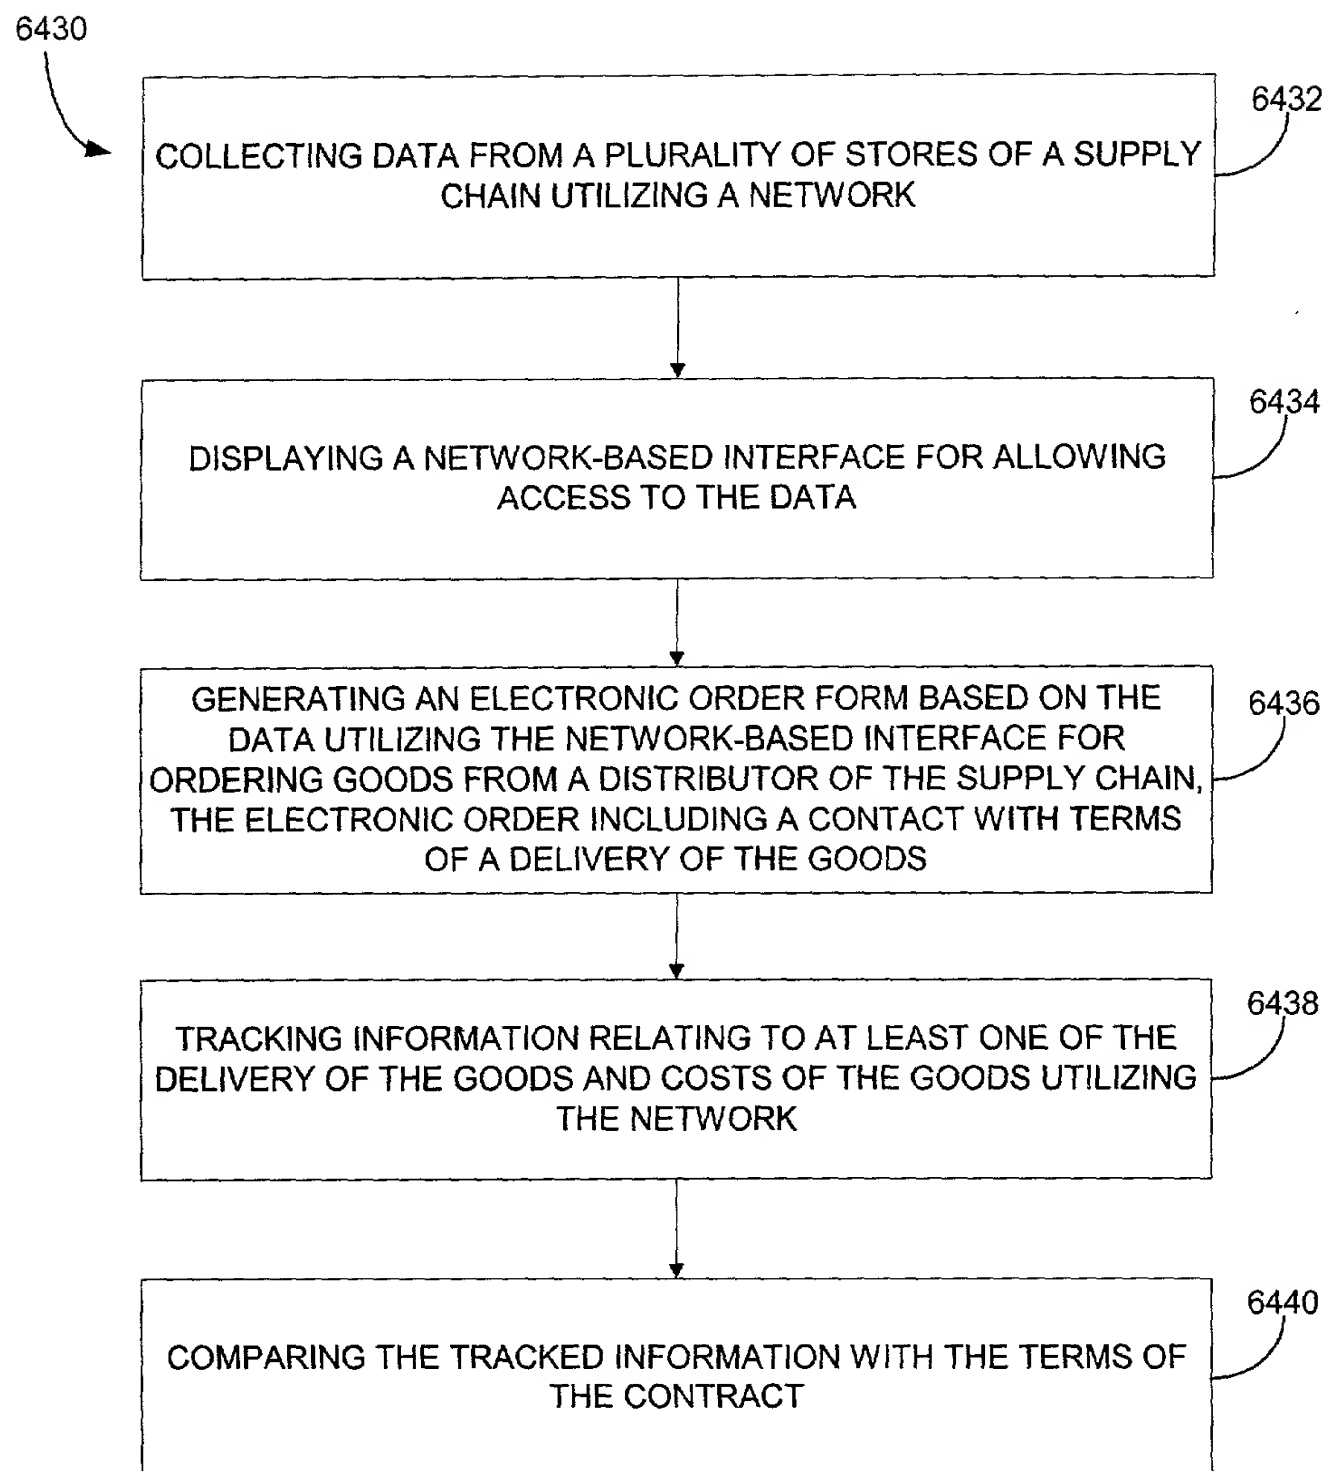 6430
6432
COLLECTING DATA FROM A PLURALITY OF STORES OF A SUPPLY
CHAIN UTILIZING A NETWORK
6434
DISPLAYING A NETWORK-BASED INTERFACE FOR ALLOWING
ACCESS TO THE DATA
6436
GENERATING AN ELECTRONIC ORDER FORM BASED ON THE
DATA UTILIZING THE NETWORK-BASED INTERFACE FOR
ORDERING GOODS FROM A DISTRIBUTOR OF THE SUPPLY CHAIN,
THE ELECTRONIC ORDER INCLUDING A CONTACT WITH TERMS
OF A DELIVERY OF THE GOODS
6438
TRACKING INFORMATION RELATING TO AT LEAST ONE OF THE
DELIVERY OF THE GOODS AND COSTS OF THE GOODS UTILIZING
THE NETWORK
6440
COMPARING THE TRACKED INFORMATION WITH THE TERMS OF
THE CONTRACT